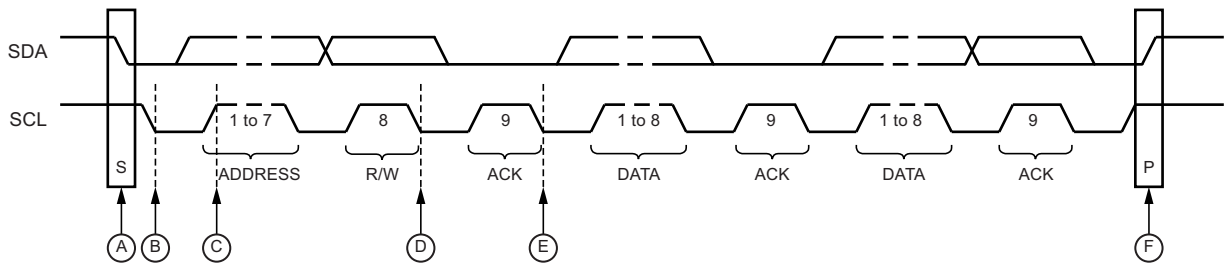 SDA
SCL
1 to 7
8
9
1 to 8
9
1 to 8
9
S
ADDRESS
R/W
ACK
DATA
ACK
DATA
ACK
P
A
B
C
D
E
F